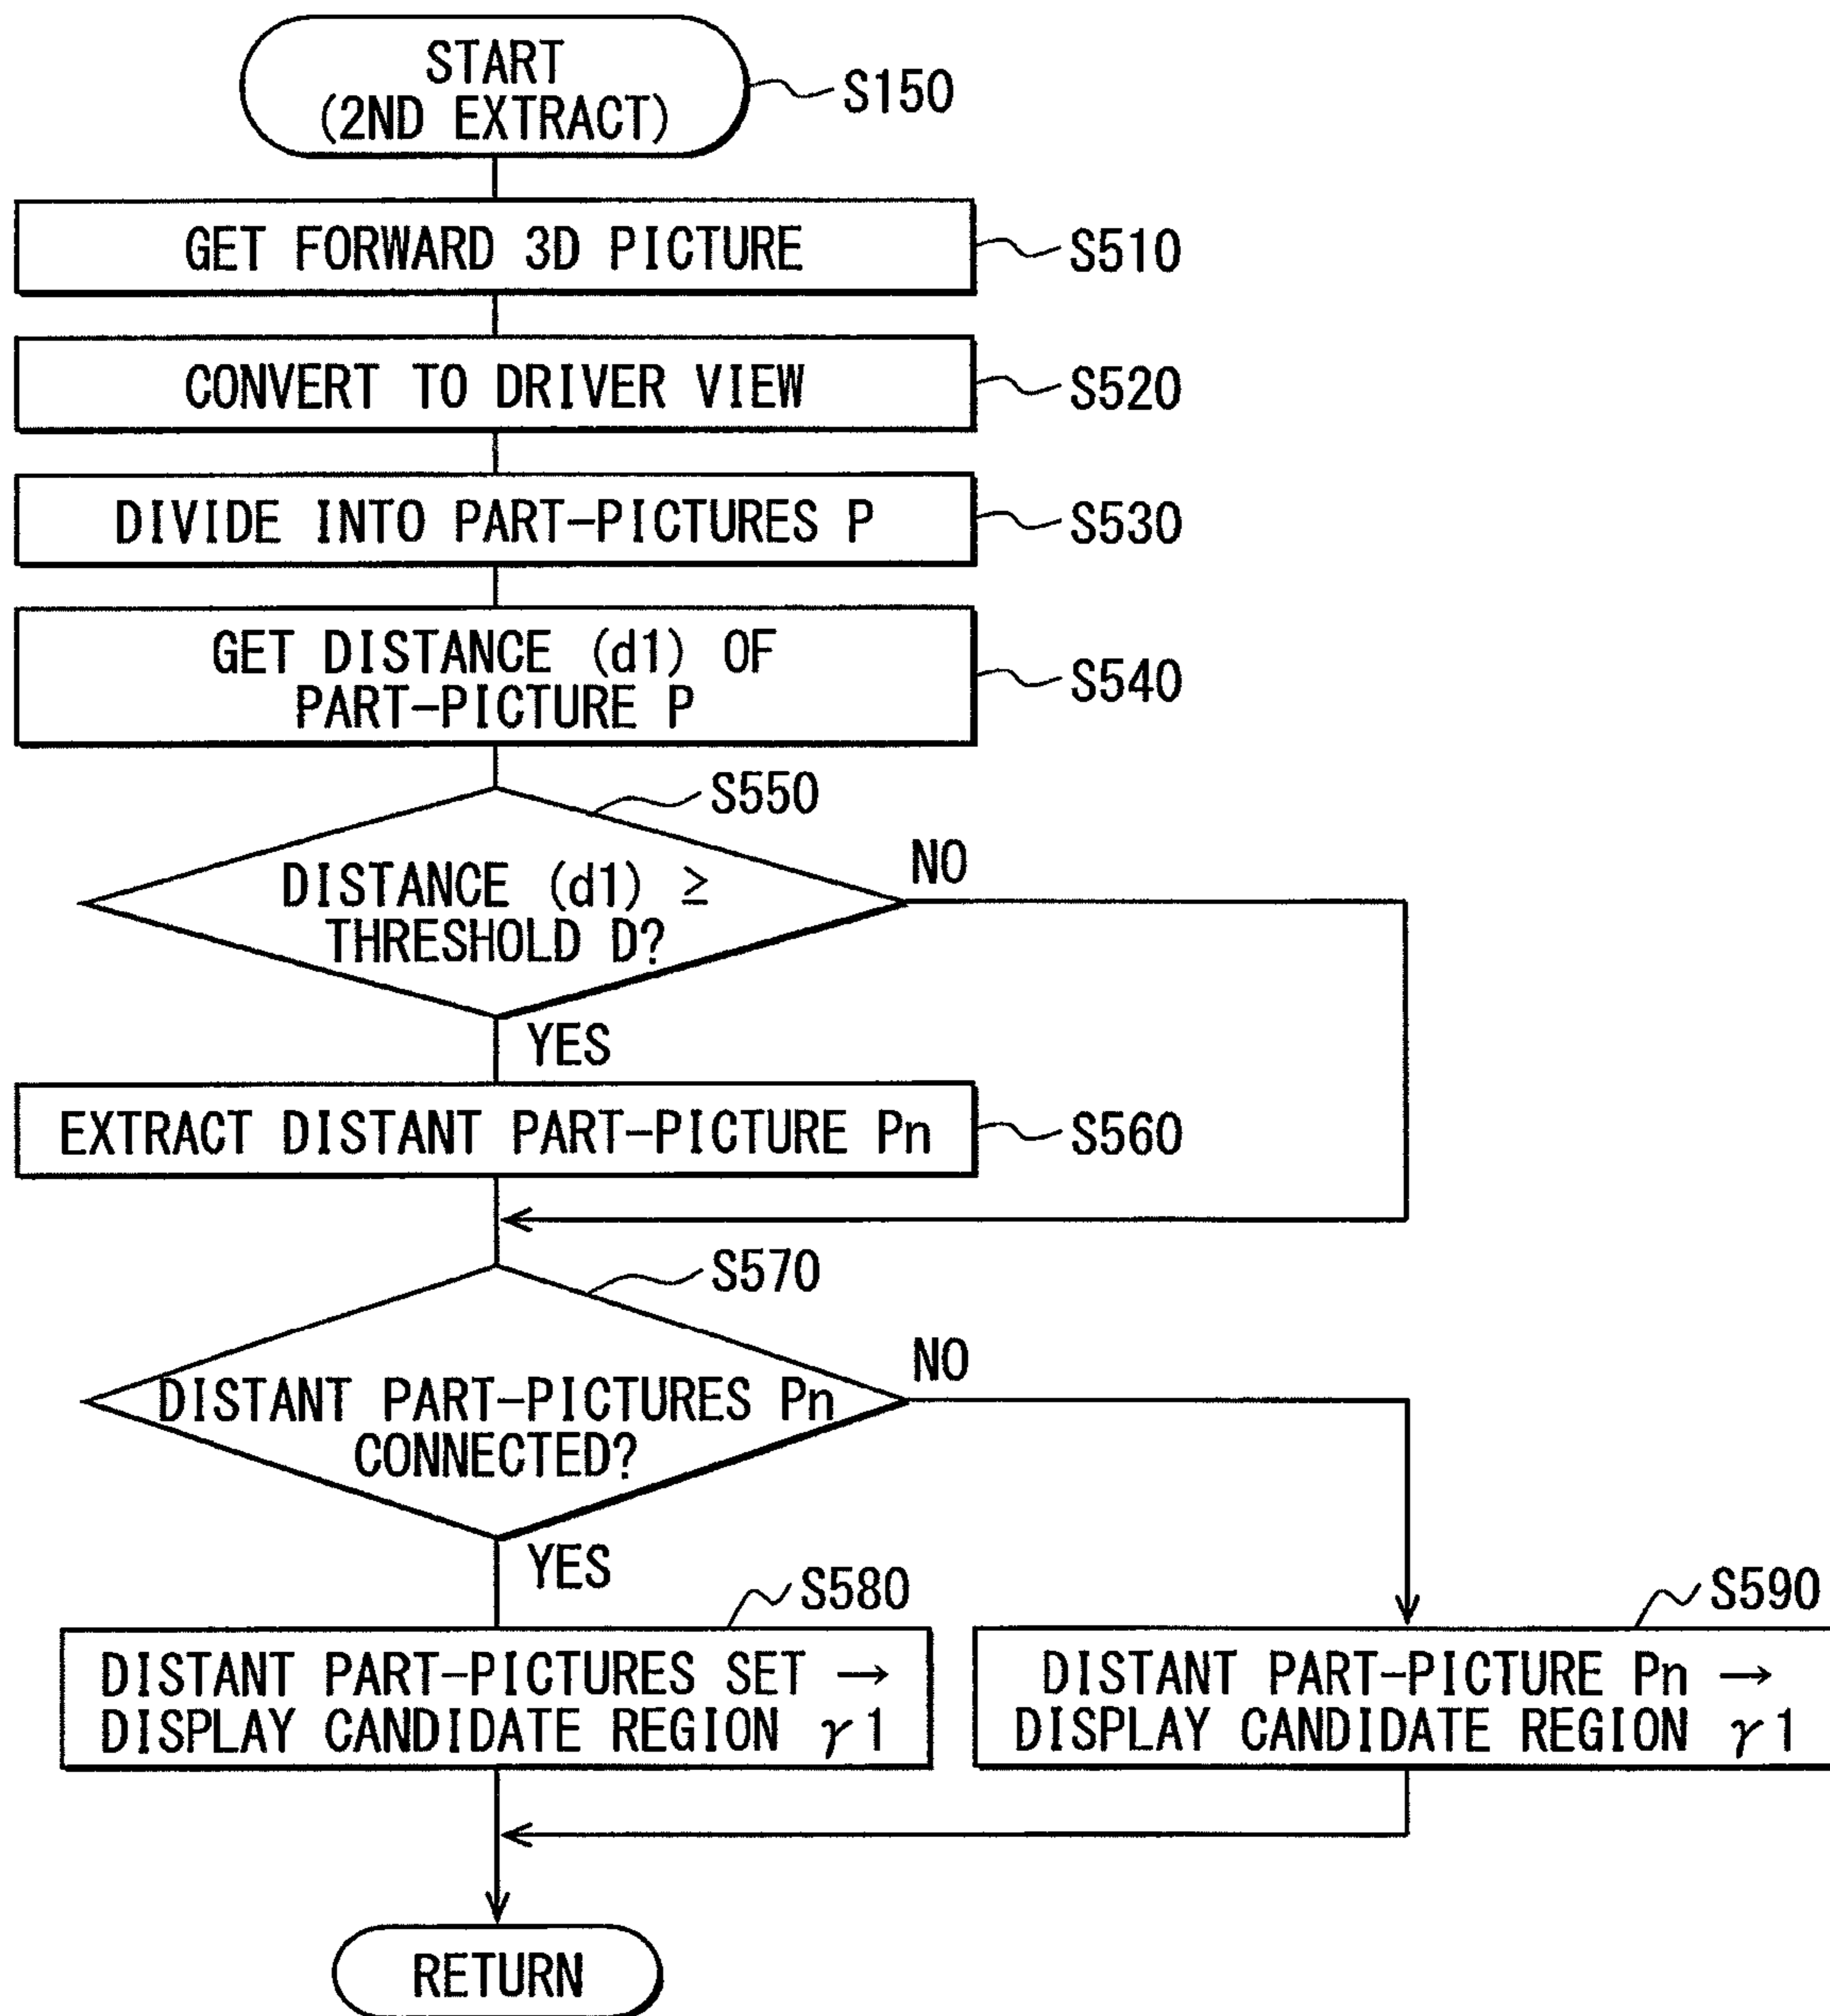 START
(2ND EXTRACT)
S150
GET FORWARD 3D PICTURE
S510
CONVERT TO DRIVER VIEW
S520
DIVIDE INTO PART-PICTURES P
S530
GET DISTANCE (d1) OF
PART-PICTURE P
S540
S550
DISTANCE (d1) ≥
THRESHOLD D?
NO
YES
EXTRACT DISTANT PART-PICTURE Pn
S560
S570
DISTANT PART-PICTURES Pn
CONNECTED?
NO
YES
S580
DISTANT PART-PICTURES SET →
DISPLAY CANDIDATE REGION γ1
S590
DISTANT PART-PICTURE Pn →
DISPLAY CANDIDATE REGION γ1
RETURN